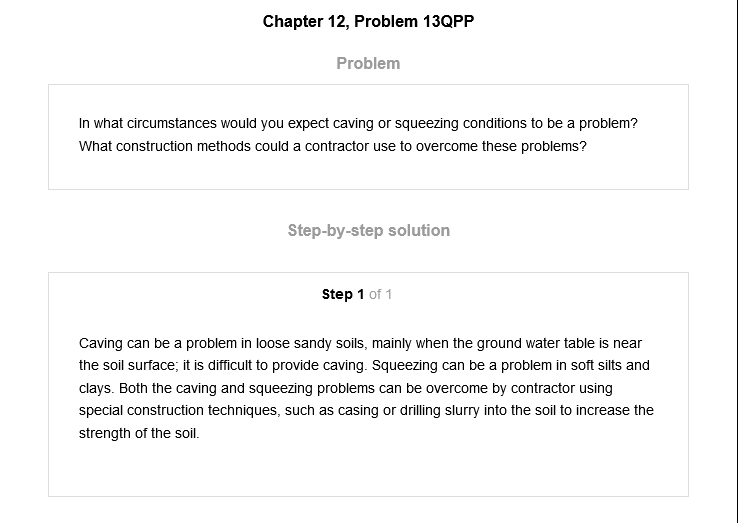 Chapter 12, Problem 13QPP
Problem
In what circumstances would you expect caving or squeezing conditions to be a problem?
What construction methods could a contractor use to overcome these problems?
Step-by-step solution
Step 1 of 1
Caving can be a problem in loose sandy soils, mainly when the ground water table is near
the soil surface; it is difficult to provide caving. Squeezing can be a problem in soft silts and
clays. Both the caving and squeezing problems can be overcome by contractor using
special construction techniques, such as casing or drilling slurry into the soil to increase the
strength of the soil.